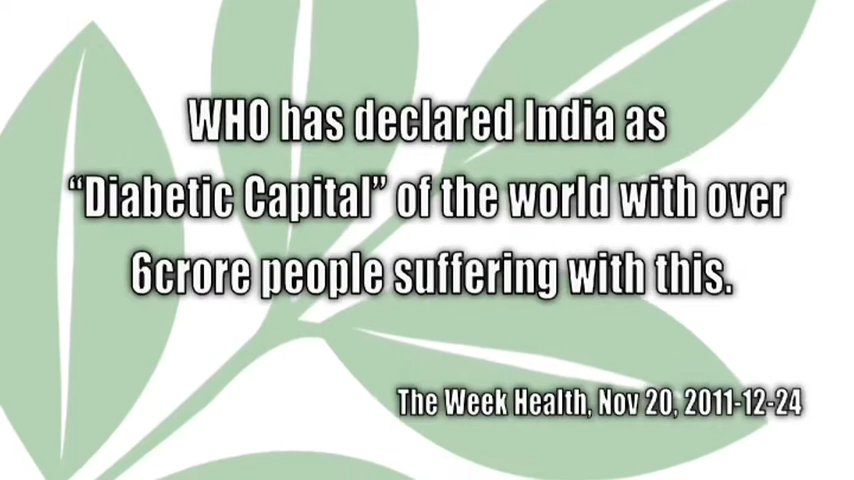 WHO has declared India as
“Diabetic Capital” of the world with over
6crore people suffering with this.
The Week Health, Nov 20, 2011-12-24